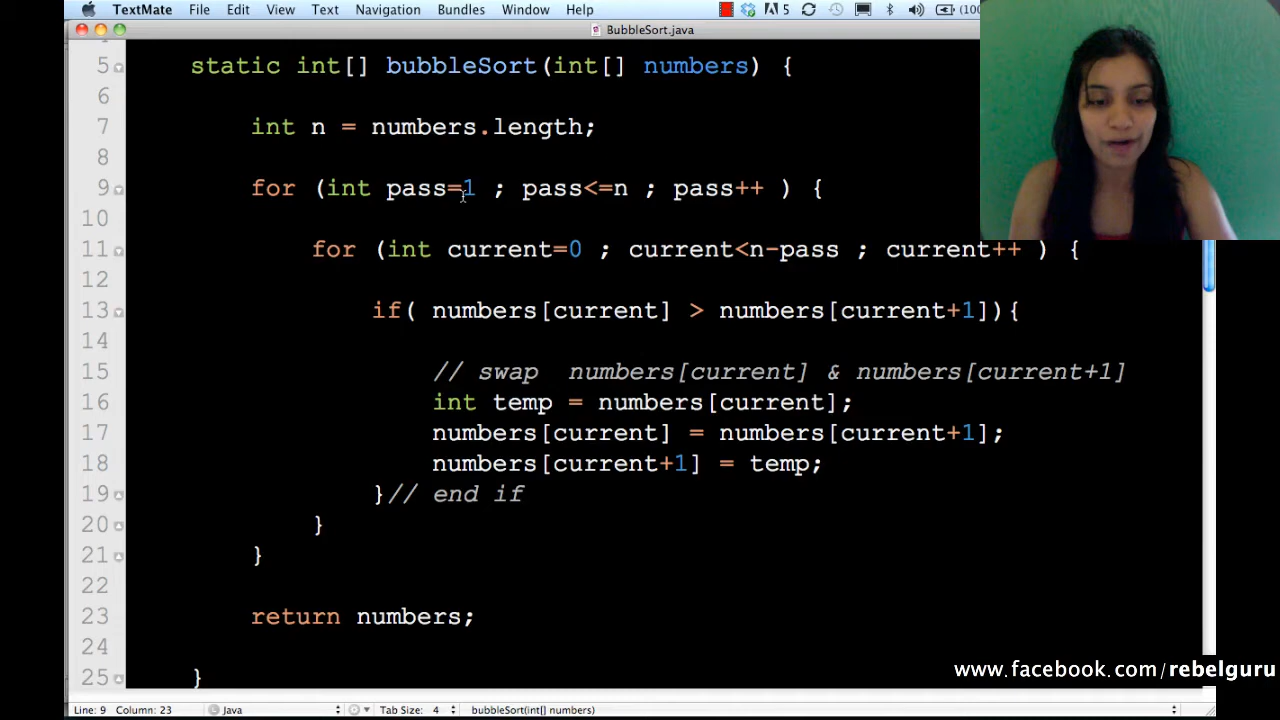 TextMate File Edit View Text Navigation Bundles Window Help 5
BubbleSort.java
5 static int[] bubbleSort(int[] numbers) {
6
7 int n = numbers.length;
8
9 for (int pass=1 ; pass<=n ; pass++ ) {
10
11 for (int current=0 ; current<n-pass ; current++ ) {
12
13 if( numbers[current] > numbers[current+1]){
14
15 // swap numbers[current] & numbers[current+1]
16 int temp = numbers[current];
17 numbers[current] = numbers[current+1];
18 numbers[current+1] = temp;
19 }// end if
20 }
21 }
22
23 return numbers;
24
25 }
www.facebook.com/rebelguru
Line: 9 Column: 23 Java Tab Size: 4 bubbleSort(int[] numbers)